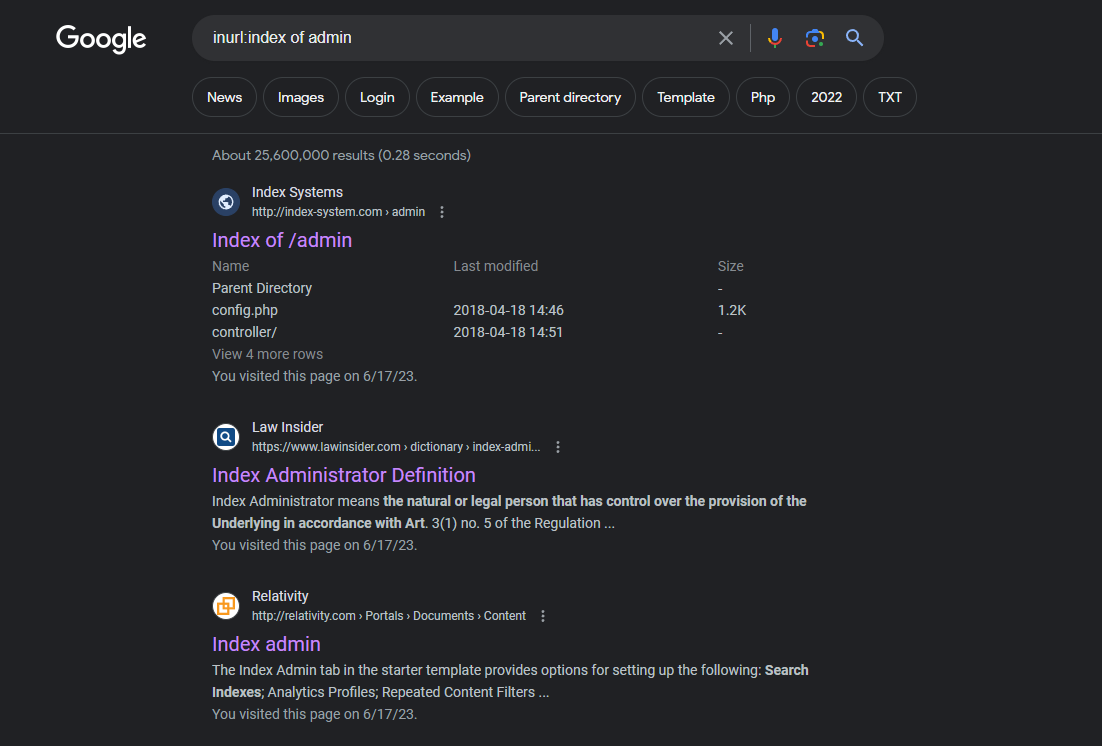 Google
inurl:index of admin
News Images Login Example Parent directory Template Php 2022 TXT
About 25,600,000 results (0.28 seconds)
Index Systems
http://index-system.com › admin
Index of /admin
Name Last modified Size
Parent Directory -
config.php 2018-04-18 14:46 1.2K
controller/ 2018-04-18 14:51 -
View 4 more rows
You visited this page on 6/17/23.
Law Insider
https://www.lawinsider.com › dictionary › index-admi...
Index Administrator Definition
Index Administrator means the natural or legal person that has control over the provision of the
Underlying in accordance with Art. 3(1) no. 5 of the Regulation ...
You visited this page on 6/17/23.
Relativity
http://relativity.com › Portals › Documents › Content
Index admin
The Index Admin tab in the starter template provides options for setting up the following: Search
Indexes; Analytics Profiles; Repeated Content Filters ...
You visited this page on 6/17/23.